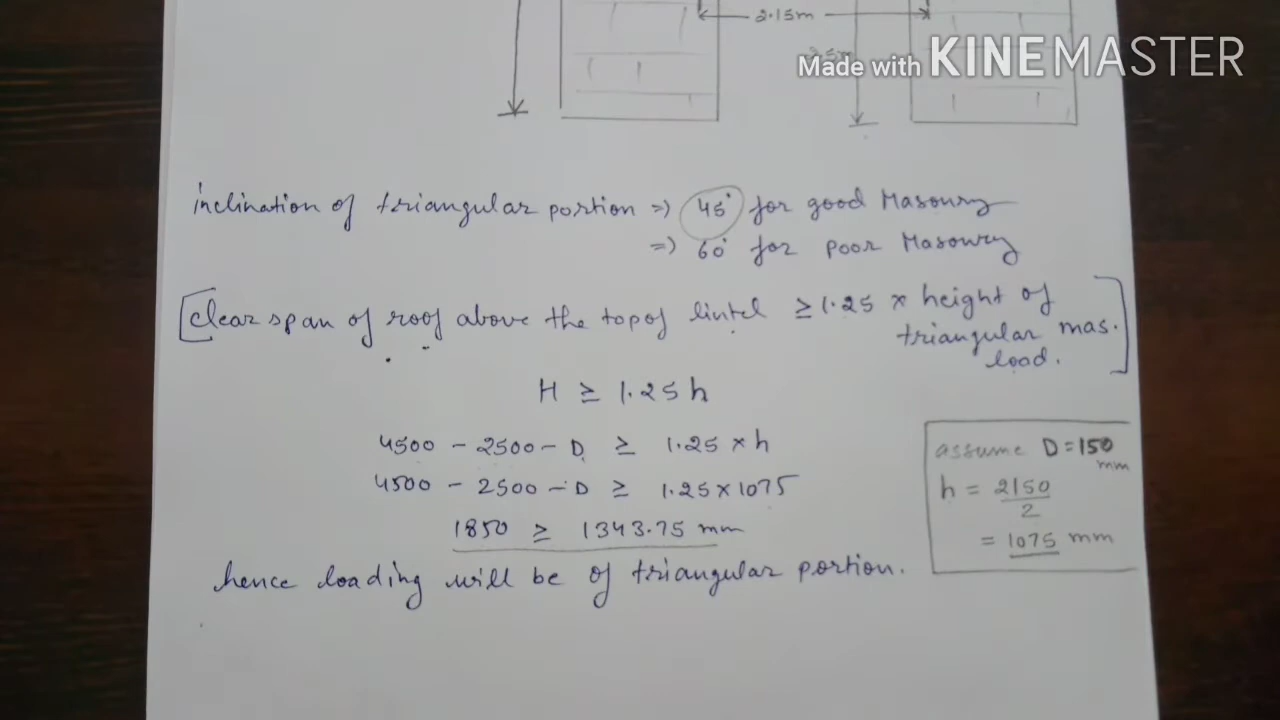 2.15m
2.5m
Made with KINEMASTER
inclination of triangular portion => 45° for good Masonry
=> 60° for poor Masonry
[clear span of roof above the top of lintel ≥ 1.25 × height of
triangular mas.
load.]
H ≥ 1.25h
4500 - 2500 - D ≥ 1.25 × h
4500 - 2500 - D ≥ 1.25 × 1075
1850 ≥ 1343.75 mm
hence loading will be of triangular portion.
assume D = 150
mm
h = 2150
2
= 1075 mm